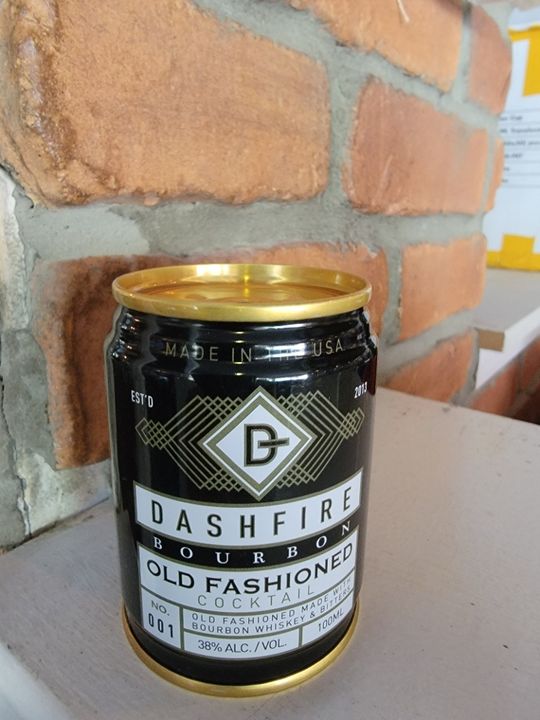 MADE IN THE USA
EST'D 2013
D
DASHFIRE
BOURBON
OLD FASHIONED
COCKTAIL
NO. 001
OLD FASHIONED MADE WITH
BOURBON WHISKEY & BITTERS
38% ALC. / VOL.
100ML